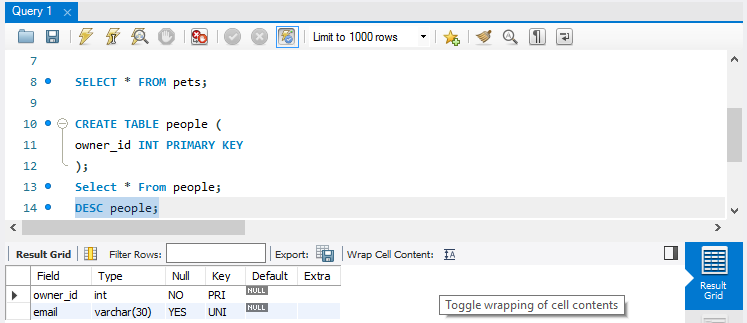 Query 1
Limit to 1000 rows
7
8 SELECT * FROM pets;
9
10 CREATE TABLE people (
11 owner_id INT PRIMARY KEY
12 );
13 Select * From people;
14 DESC people;
Result Grid Filter Rows: Export: Wrap Cell Content: IA
Field Type Null Key Default Extra
owner_id int NO PRI NULL
email varchar(30) YES UNI NULL
Toggle wrapping of cell contents
Result
Grid